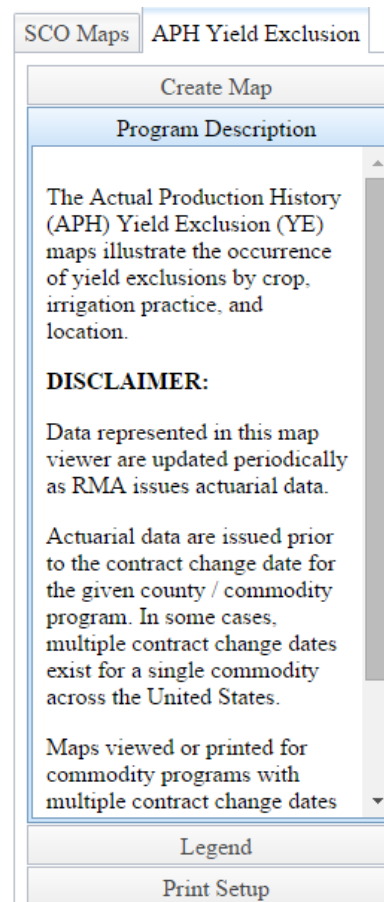 SCO Maps APH Yield Exclusion
Create Map
Program Description
The Actual Production History
(APH) Yield Exclusion (YE)
maps illustrate the occurrence
of yield exclusions by crop,
irrigation practice, and
location.
DISCLAIMER:
Data represented in this map
viewer are updated periodically
as RMA issues actuarial data.
Actuarial data are issued prior
to the contract change date for
the given county / commodity
program. In some cases,
multiple contract change dates
exist for a single commodity
across the United States.
Maps viewed or printed for
commodity programs with
multiple contract change dates
Legend
Print Setup